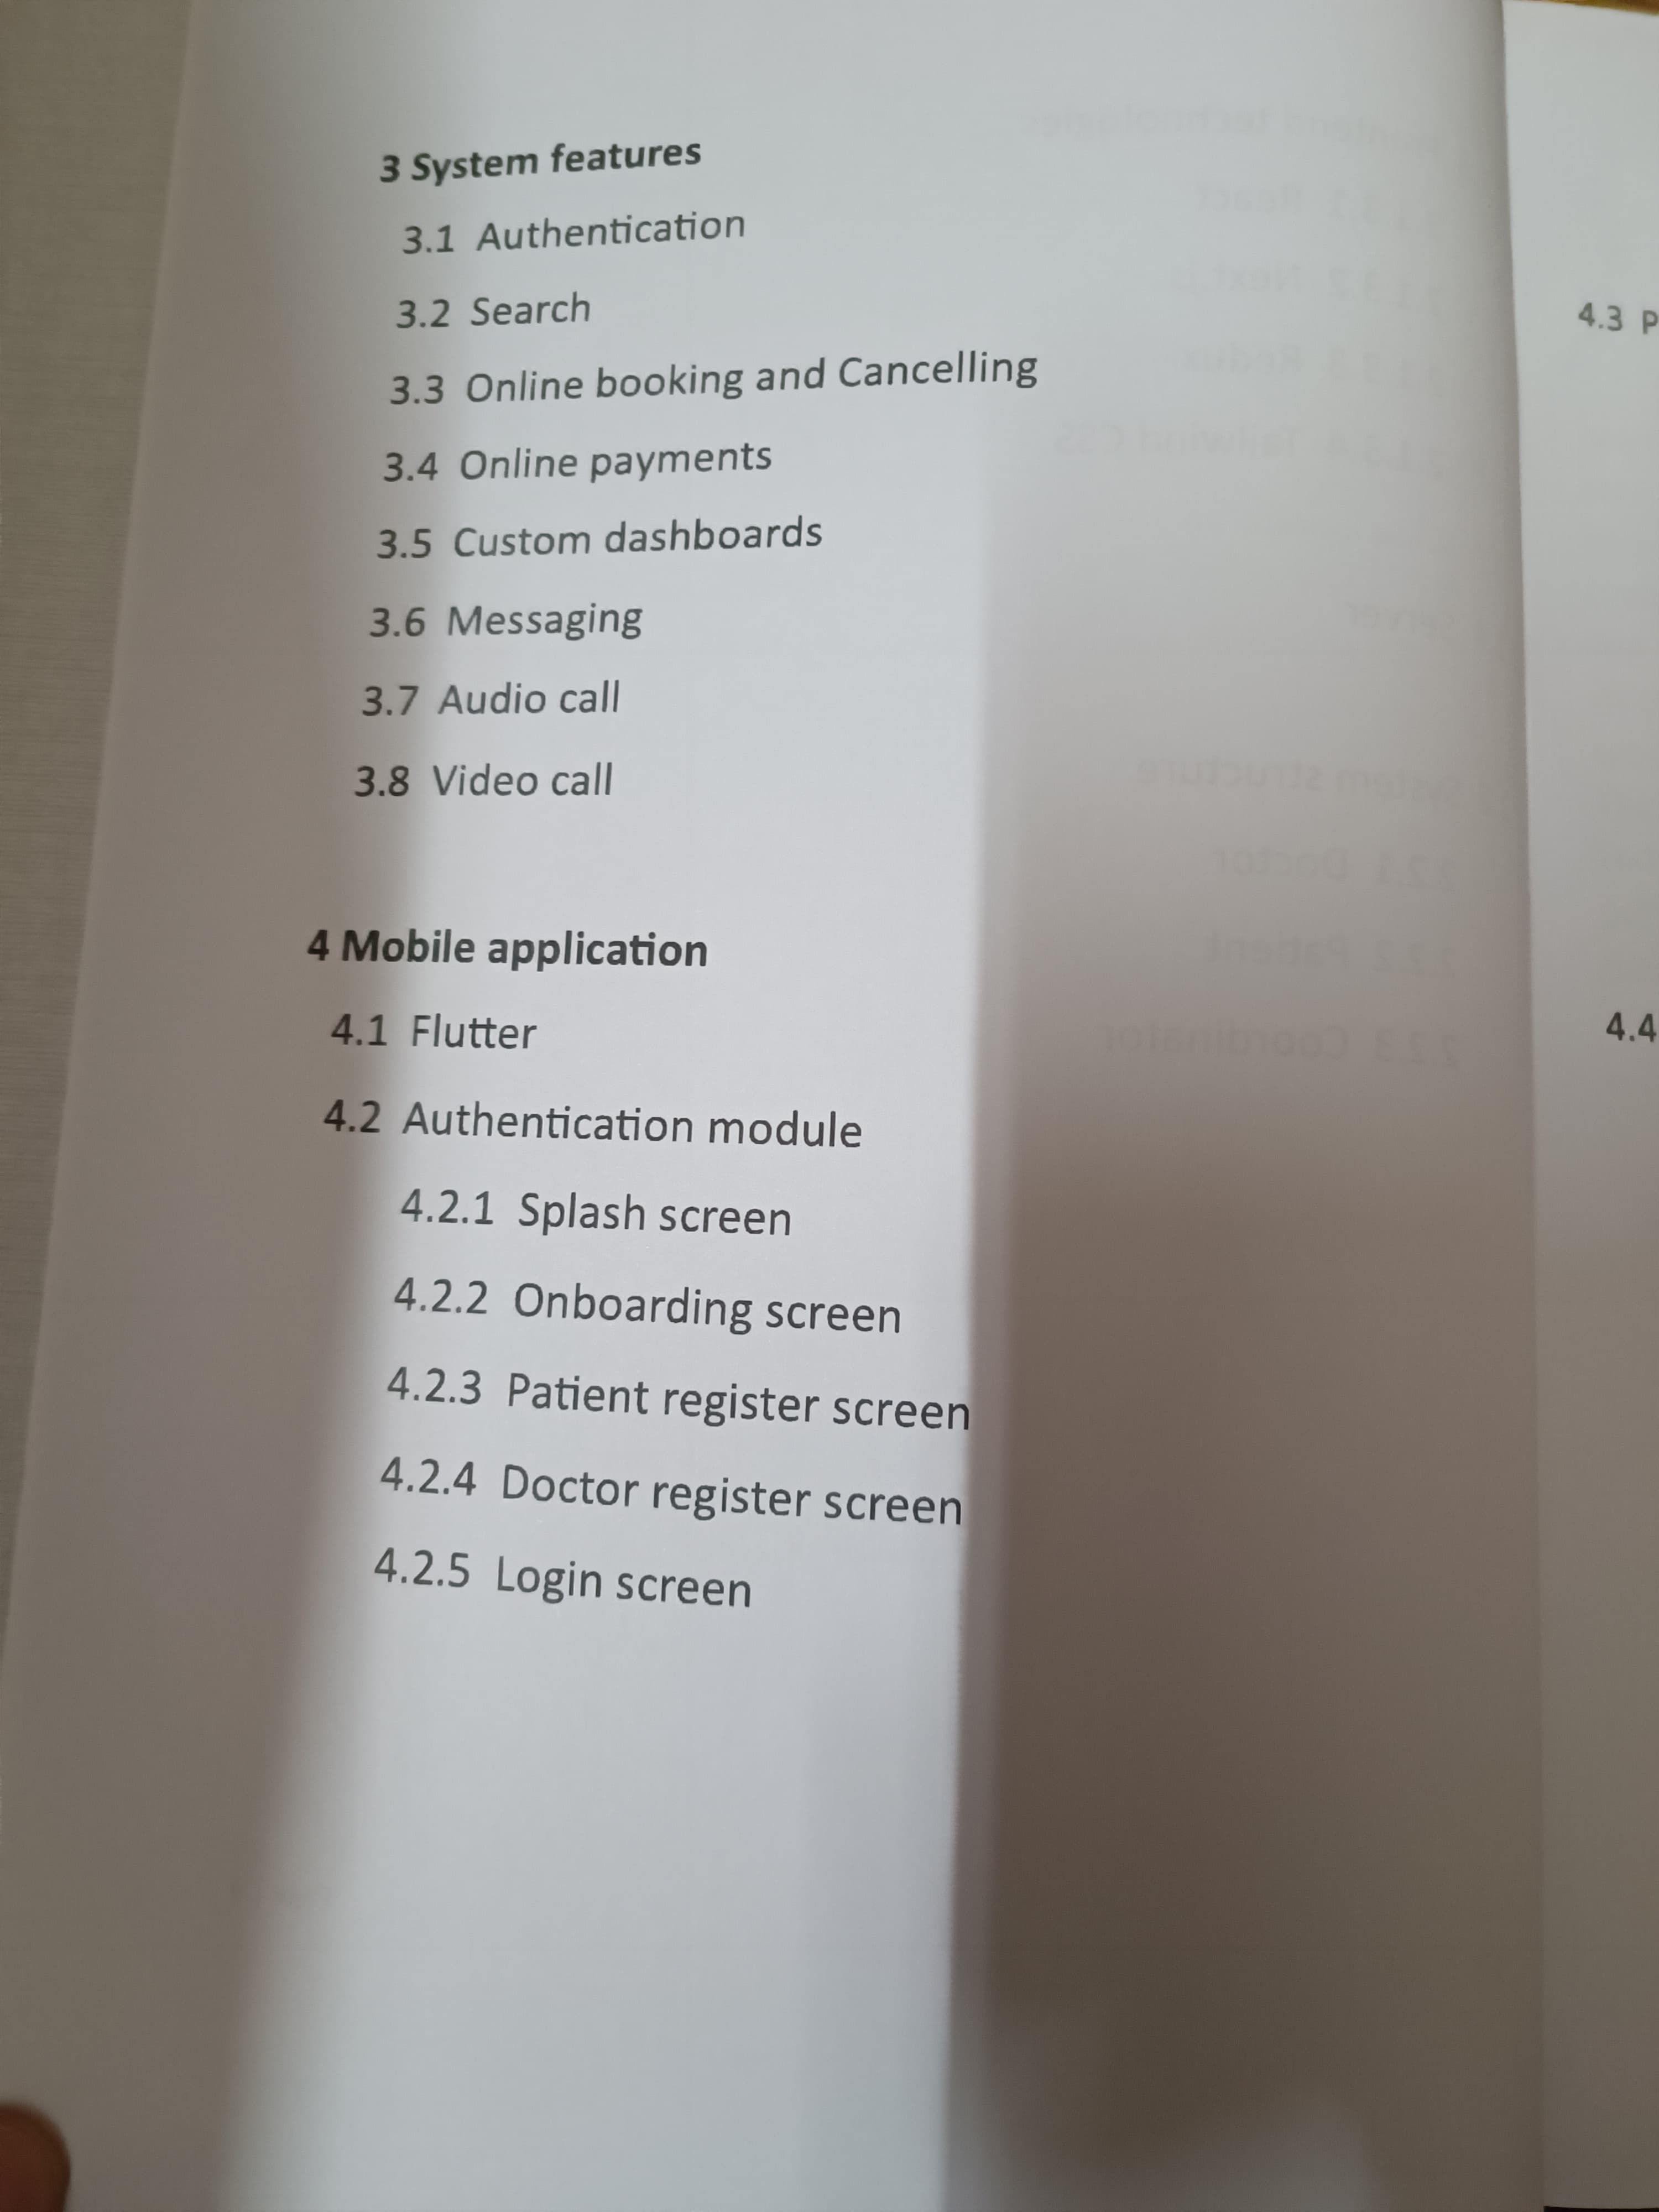 3 System features
3.1 Authentication
3.2 Search
3.3 Online booking and Cancelling
3.4 Online payments
3.5 Custom dashboards
3.6 Messaging
3.7 Audio call
3.8 Video call
4 Mobile application
4.1 Flutter
4.2 Authentication module
4.2.1 Splash screen
4.2.2 Onboarding screen
4.2.3 Patient register screen
4.2.4 Doctor register screen
4.2.5 Login screen
4.3 P
4.4